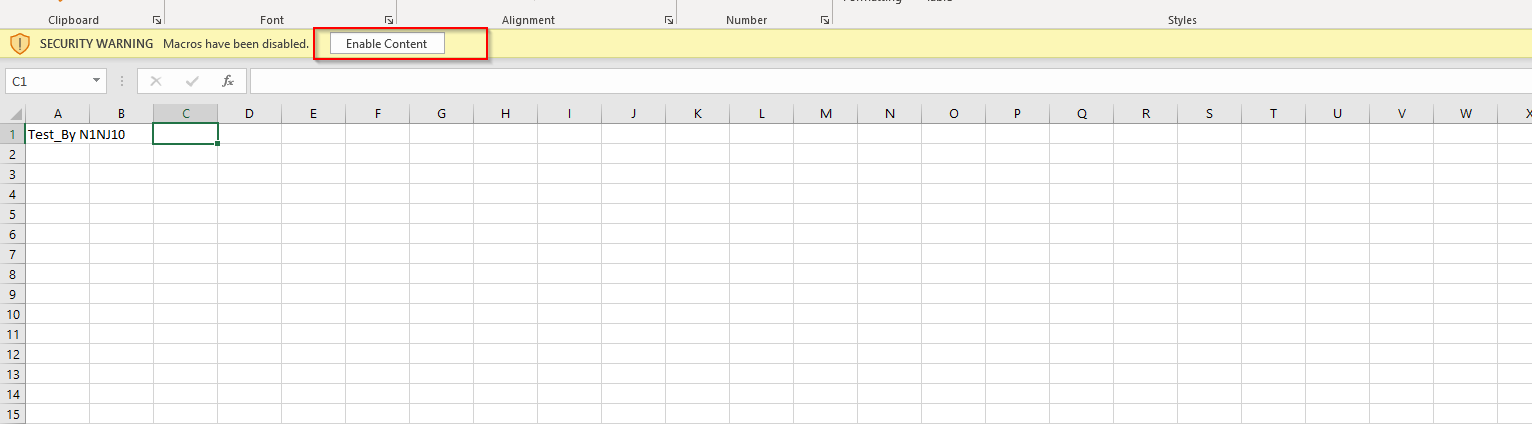 Clipboard Font Alignment Number Styles
SECURITY WARNING Macros have been disabled. Enable Content
C1 fx
A B C D E F G H I J K L M N O P Q R S T U V W X
1 Test_By N1NJ10
2
3
4
5
6
7
8
9
10
11
12
13
14
15